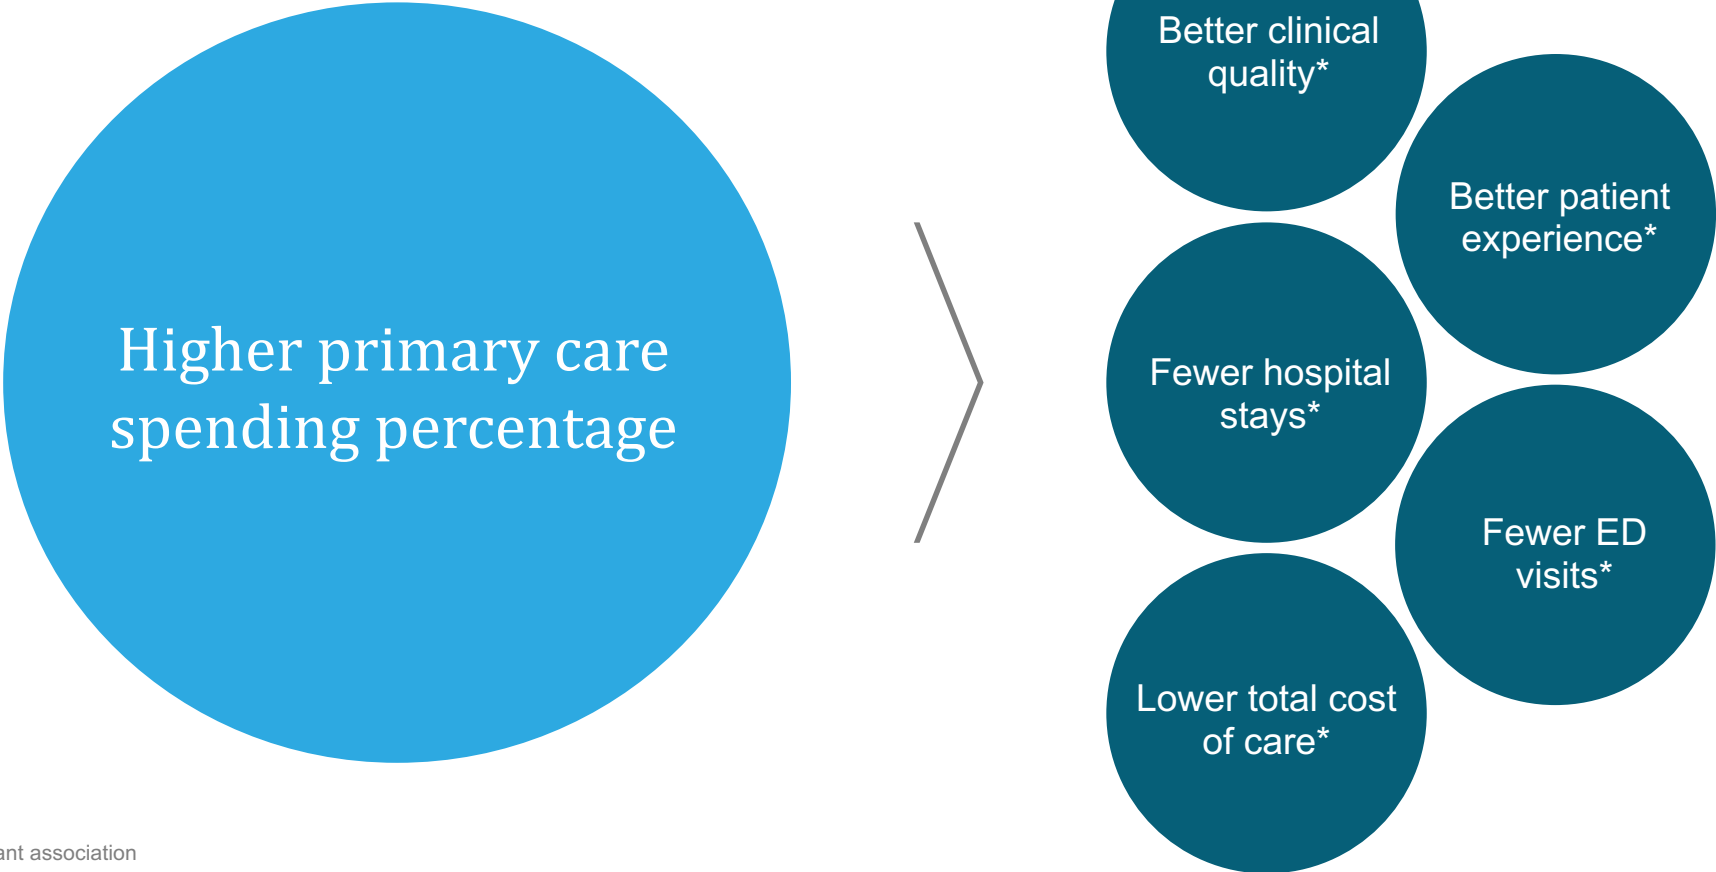 Higher primary care
spending percentage
Better clinical
quality*
Better patient
experience*
Fewer hospital
stays*
Fewer ED
visits*
Lower total cost
of care*
association